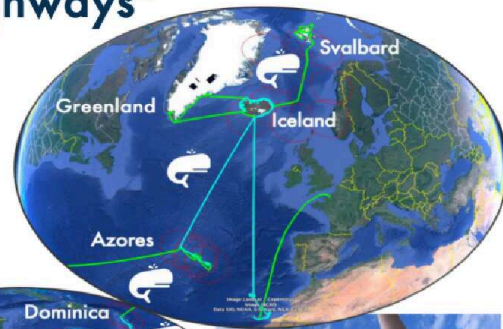 nways
Svalbard
Greenland
Iceland
Azores
Dominica